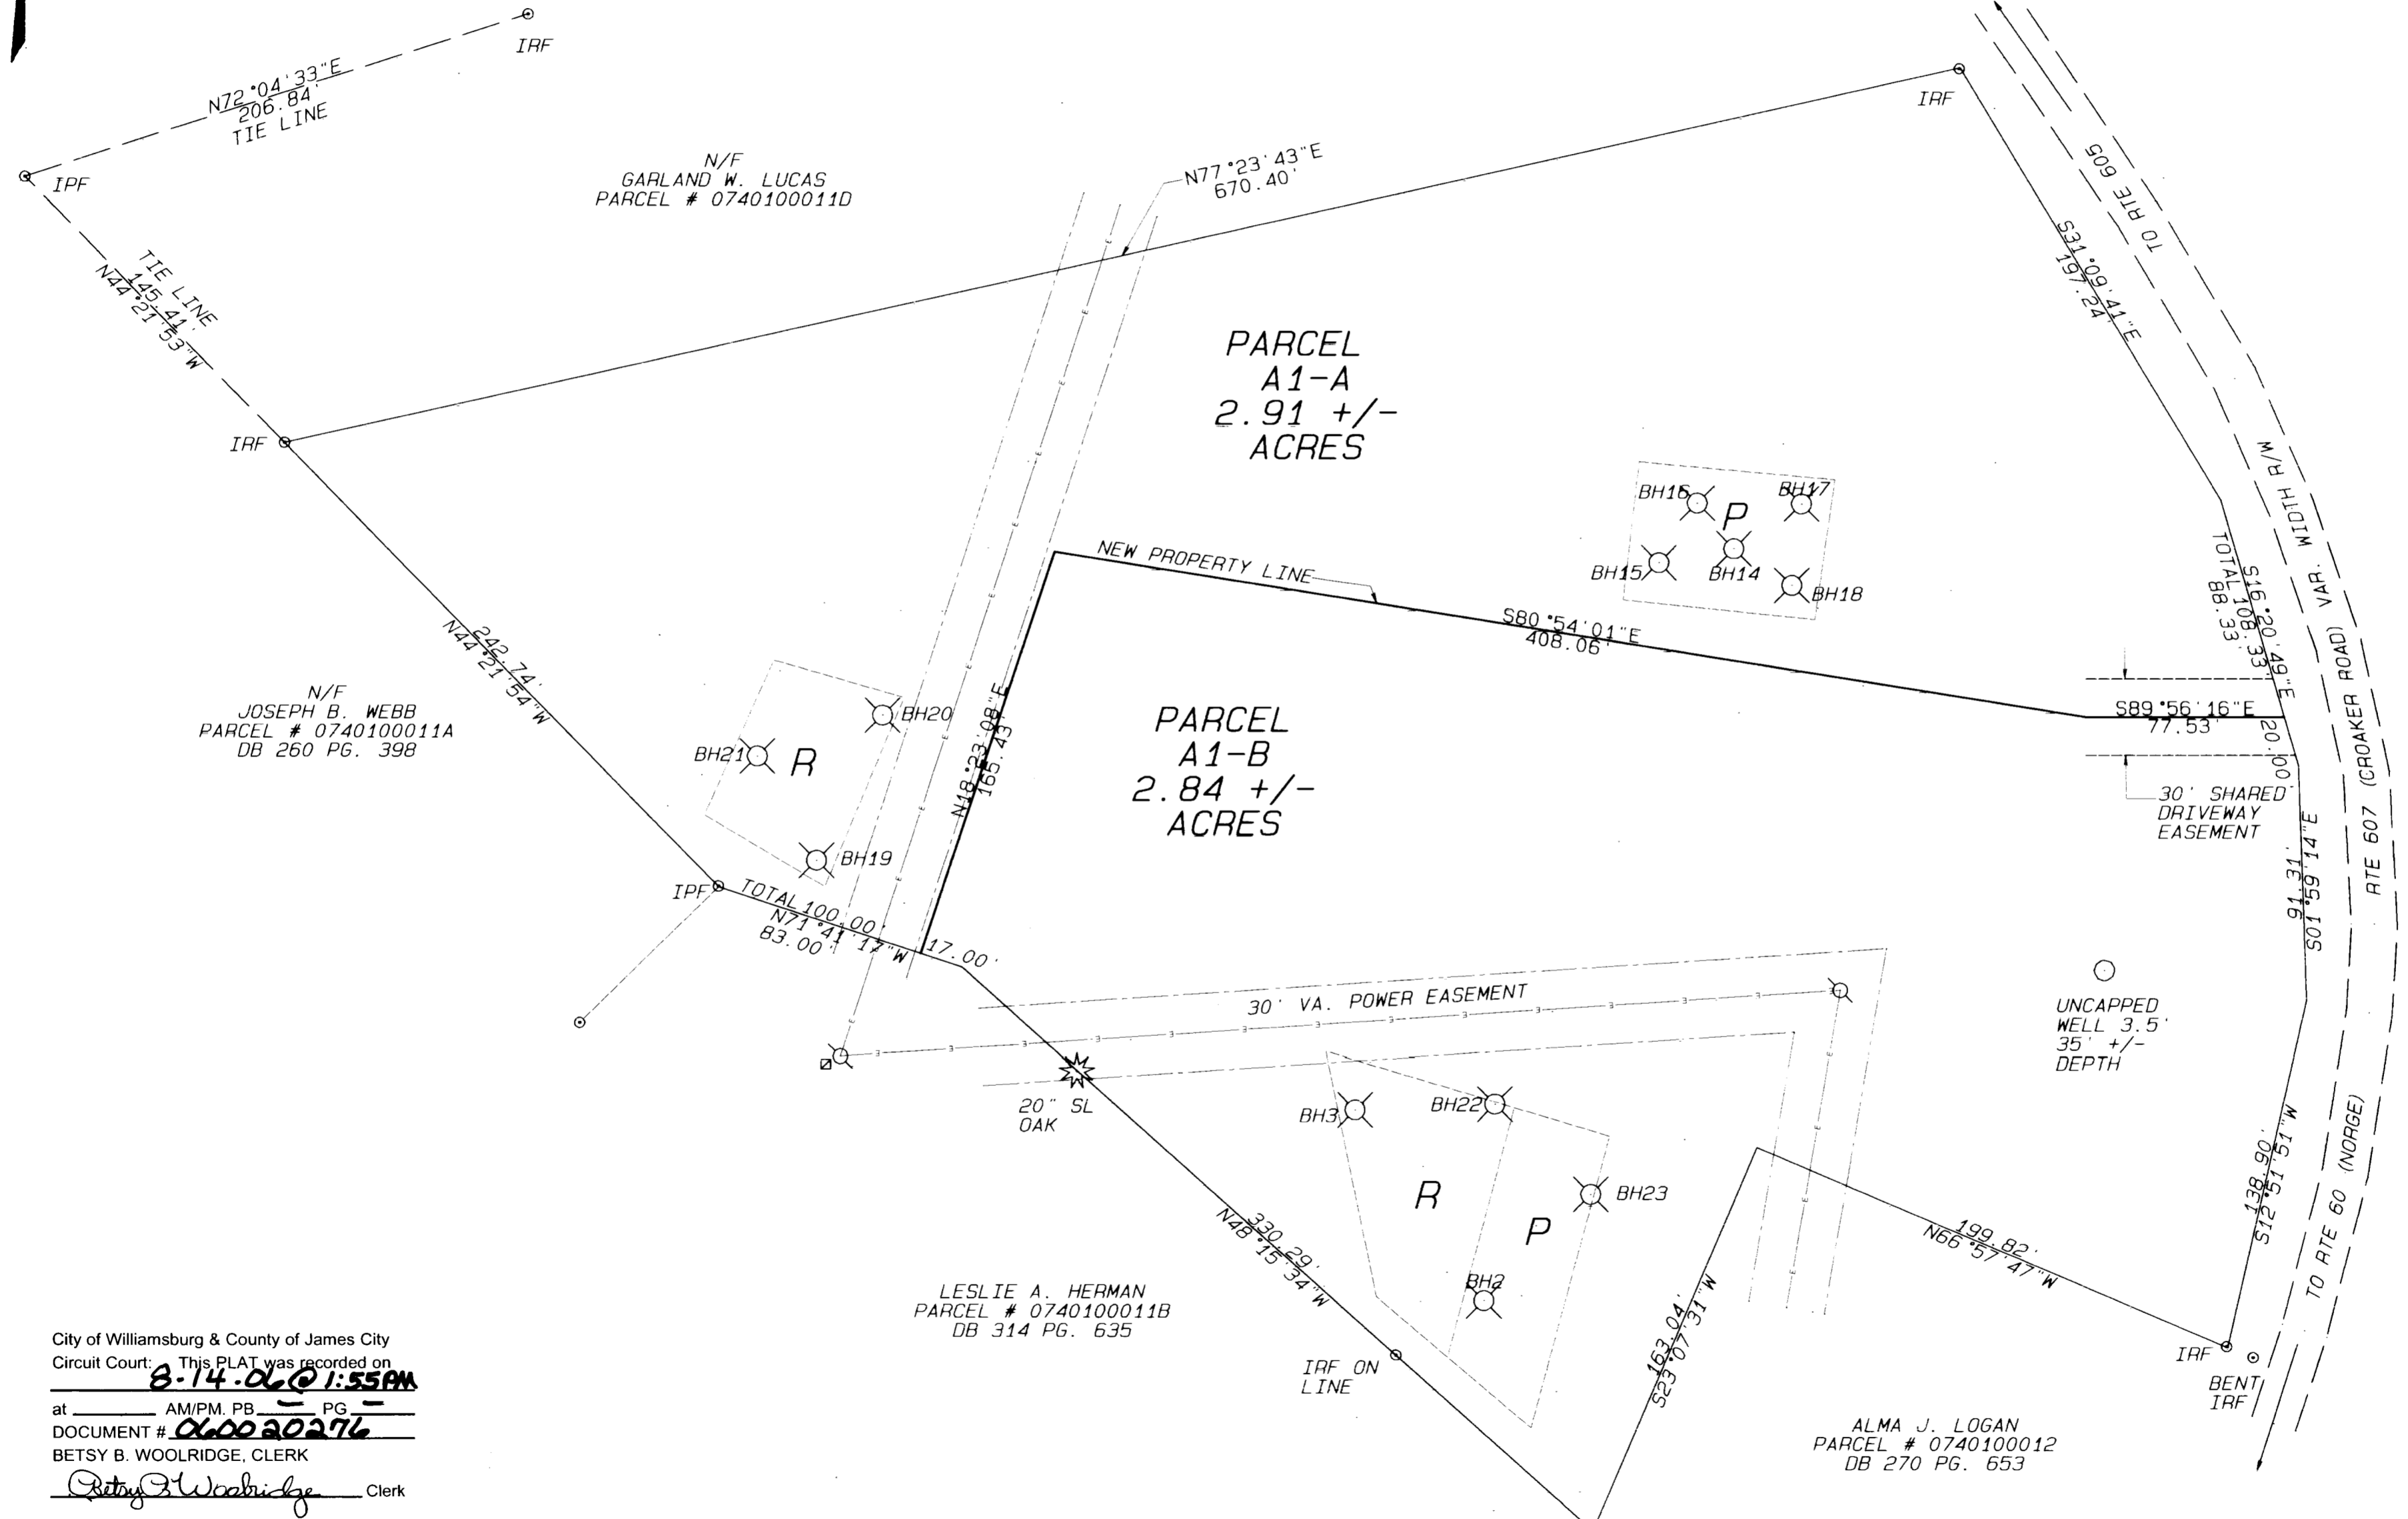 N72°04'33"E
206.84'
TIE LINE
IRF
IPF
N/F
GARLAND W. LUCAS
PARCEL # 0740100011D
N77°23'43"E
670.40'
IRF
TO RTE 605
TIE LINE
145.41'
N44°21'53"W
S31°09'41"E
197.24'
IRF
PARCEL
A1-A
2.91 +/-
ACRES
BH16
BH17
P
BH15
BH14
BH18
NEW PROPERTY LINE
S80°54'01"E
408.06'
S16°20'49"E
TOTAL 108.33'
88.33'
20.00'
RTE 607 (CROAKER ROAD) VAR. WIDTH R/W
242.74'
N44°21'54"W
N/F
JOSEPH B. WEBB
PARCEL # 0740100011A
DB 260 PG. 398
BH20
BH21
R
BH19
N18°23'08"E
165.43'
PARCEL
A1-B
2.84 +/-
ACRES
S89°56'16"E
77.53'
30' SHARED
DRIVEWAY
EASEMENT
91.31'
S01°59'14"E
IPF
TOTAL 100.00'
N71°41'17"W
83.00'
17.00'
30' VA. POWER EASEMENT
UNCAPPED
WELL 3.5'
35' +/-
DEPTH
20" SL
OAK
BH3
BH22
R
BH23
P
BH2
138.90'
S12°51'51"W
TO RTE 60 (NORGE)
330.29'
N48°15'34"W
199.82'
N66°57'47"W
163.04'
S23°07'31"W
LESLIE A. HERMAN
PARCEL # 0740100011B
DB 314 PG. 635
IRF ON
LINE
IRF
BENT
IRF
ALMA J. LOGAN
PARCEL # 0740100012
DB 270 PG. 653
City of Williamsburg & County of James City
Circuit Court: This PLAT was recorded on
8-14-06 @ 1:55PM
at AM/PM. PB - PG -
DOCUMENT # 060020276
BETSY B. WOOLRIDGE, CLERK
Betsy B Woolridge Clerk